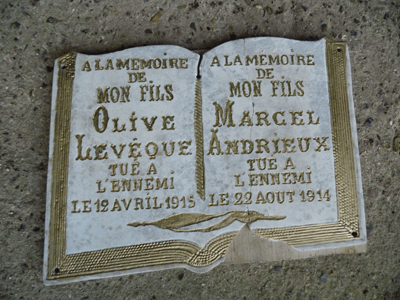 A LA MEMOIRE
DE
MON FILS
OLIVE
LEVÊQUE
TUÉ A
L'ENNEMI
LE 12 AVRIL 1915
A LA MEMOIRE
DE
MON FILS
MARCEL
ANDRIEUX
TUE A
L'ENNEMI
LE 22 AOUT 1914